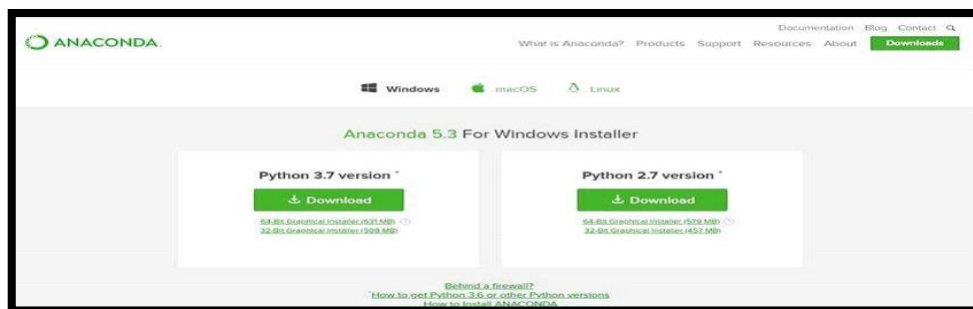 Documentation Blog Contact
ANACONDA.
What is Anaconda? Products Support Resources About Downloads
Windows macOS Linux
Anaconda 5.3 For Windows Installer
Python 3.7 version *
Download
64-Bit Graphical Installer (631 MB) ?
32-Bit Graphical Installer (509 MB)
Python 2.7 version *
Download
64-Bit Graphical Installer (579 MB) ?
32-Bit Graphical Installer (457 MB)
Behind a firewall?
*How to get Python 3.6 or other Python versions
How to Install ANACONDA